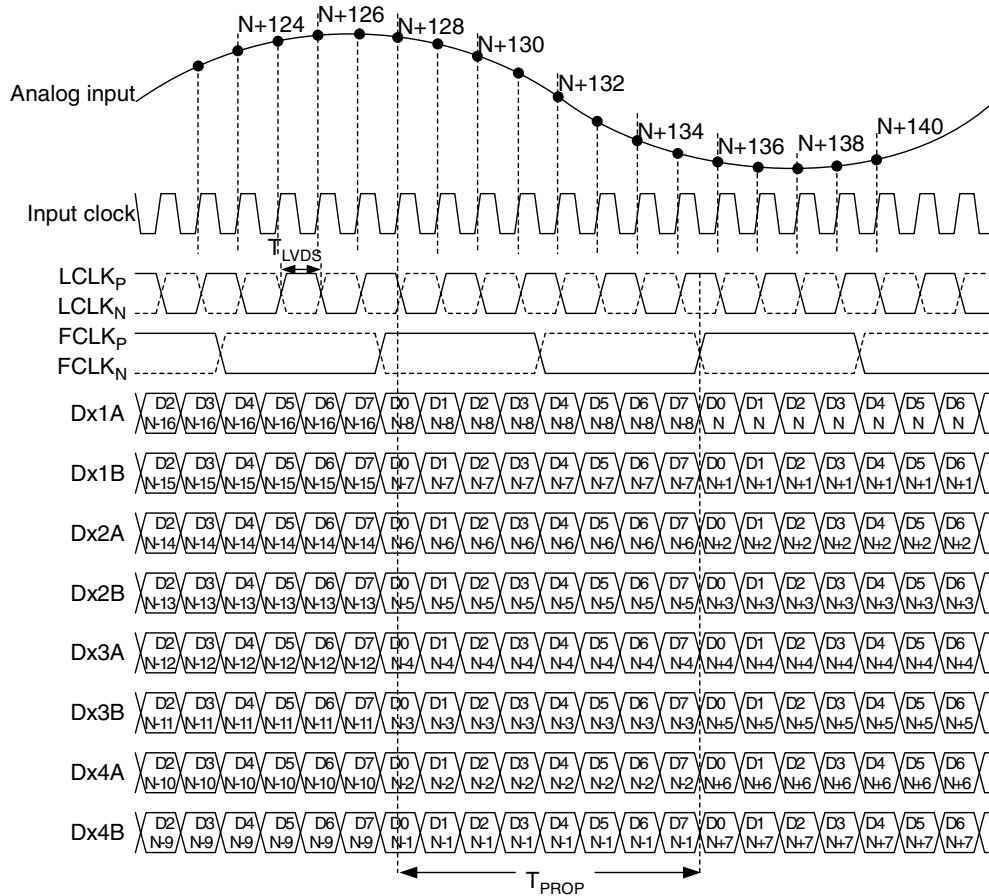 N+124 N+126 N+128 N+130 N+132 N+134 N+136 N+138 N+140
Analog input
Input clock
T_LVDS
LCLK_P
LCLK_N
FCLK_P
FCLK_N
Dx1A D2 D3 D4 D5 D6 D7 D0 D1 D2 D3 D4 D5 D6 D7 D0 D1 D2 D3 D4 D5 D6
N-16 N-16 N-16 N-16 N-16 N-16 N-8 N-8 N-8 N-8 N-8 N-8 N-8 N-8 N N N N N N N
Dx1B D2 D3 D4 D5 D6 D7 D0 D1 D2 D3 D4 D5 D6 D7 D0 D1 D2 D3 D4 D5 D6
N-15 N-15 N-15 N-15 N-15 N-15 N-7 N-7 N-7 N-7 N-7 N-7 N-7 N-7 N+1 N+1 N+1 N+1 N+1 N+1 N+1
Dx2A D2 D3 D4 D5 D6 D7 D0 D1 D2 D3 D4 D5 D6 D7 D0 D1 D2 D3 D4 D5 D6
N-14 N-14 N-14 N-14 N-14 N-14 N-6 N-6 N-6 N-6 N-6 N-6 N-6 N-6 N+2 N+2 N+2 N+2 N+2 N+2 N+2
Dx2B D2 D3 D4 D5 D6 D7 D0 D1 D2 D3 D4 D5 D6 D7 D0 D1 D2 D3 D4 D5 D6
N-13 N-13 N-13 N-13 N-13 N-13 N-5 N-5 N-5 N-5 N-5 N-5 N-5 N-5 N+3 N+3 N+3 N+3 N+3 N+3 N+3
Dx3A D2 D3 D4 D5 D6 D7 D0 D1 D2 D3 D4 D5 D6 D7 D0 D1 D2 D3 D4 D5 D6
N-12 N-12 N-12 N-12 N-12 N-12 N-4 N-4 N-4 N-4 N-4 N-4 N-4 N-4 N+4 N+4 N+4 N+4 N+4 N+4 N+4
Dx3B D2 D3 D4 D5 D6 D7 D0 D1 D2 D3 D4 D5 D6 D7 D0 D1 D2 D3 D4 D5 D6
N-11 N-11 N-11 N-11 N-11 N-11 N-3 N-3 N-3 N-3 N-3 N-3 N-3 N-3 N+5 N+5 N+5 N+5 N+5 N+5 N+5
Dx4A D2 D3 D4 D5 D6 D7 D0 D1 D2 D3 D4 D5 D6 D7 D0 D1 D2 D3 D4 D5 D6
N-10 N-10 N-10 N-10 N-10 N-10 N-2 N-2 N-2 N-2 N-2 N-2 N-2 N-2 N+6 N+6 N+6 N+6 N+6 N+6 N+6
Dx4B D2 D3 D4 D5 D6 D7 D0 D1 D2 D3 D4 D5 D6 D7 D0 D1 D2 D3 D4 D5 D6
N-9 N-9 N-9 N-9 N-9 N-9 N-1 N-1 N-1 N-1 N-1 N-1 N-1 N-1 N+7 N+7 N+7 N+7 N+7 N+7 N+7
T_PROP